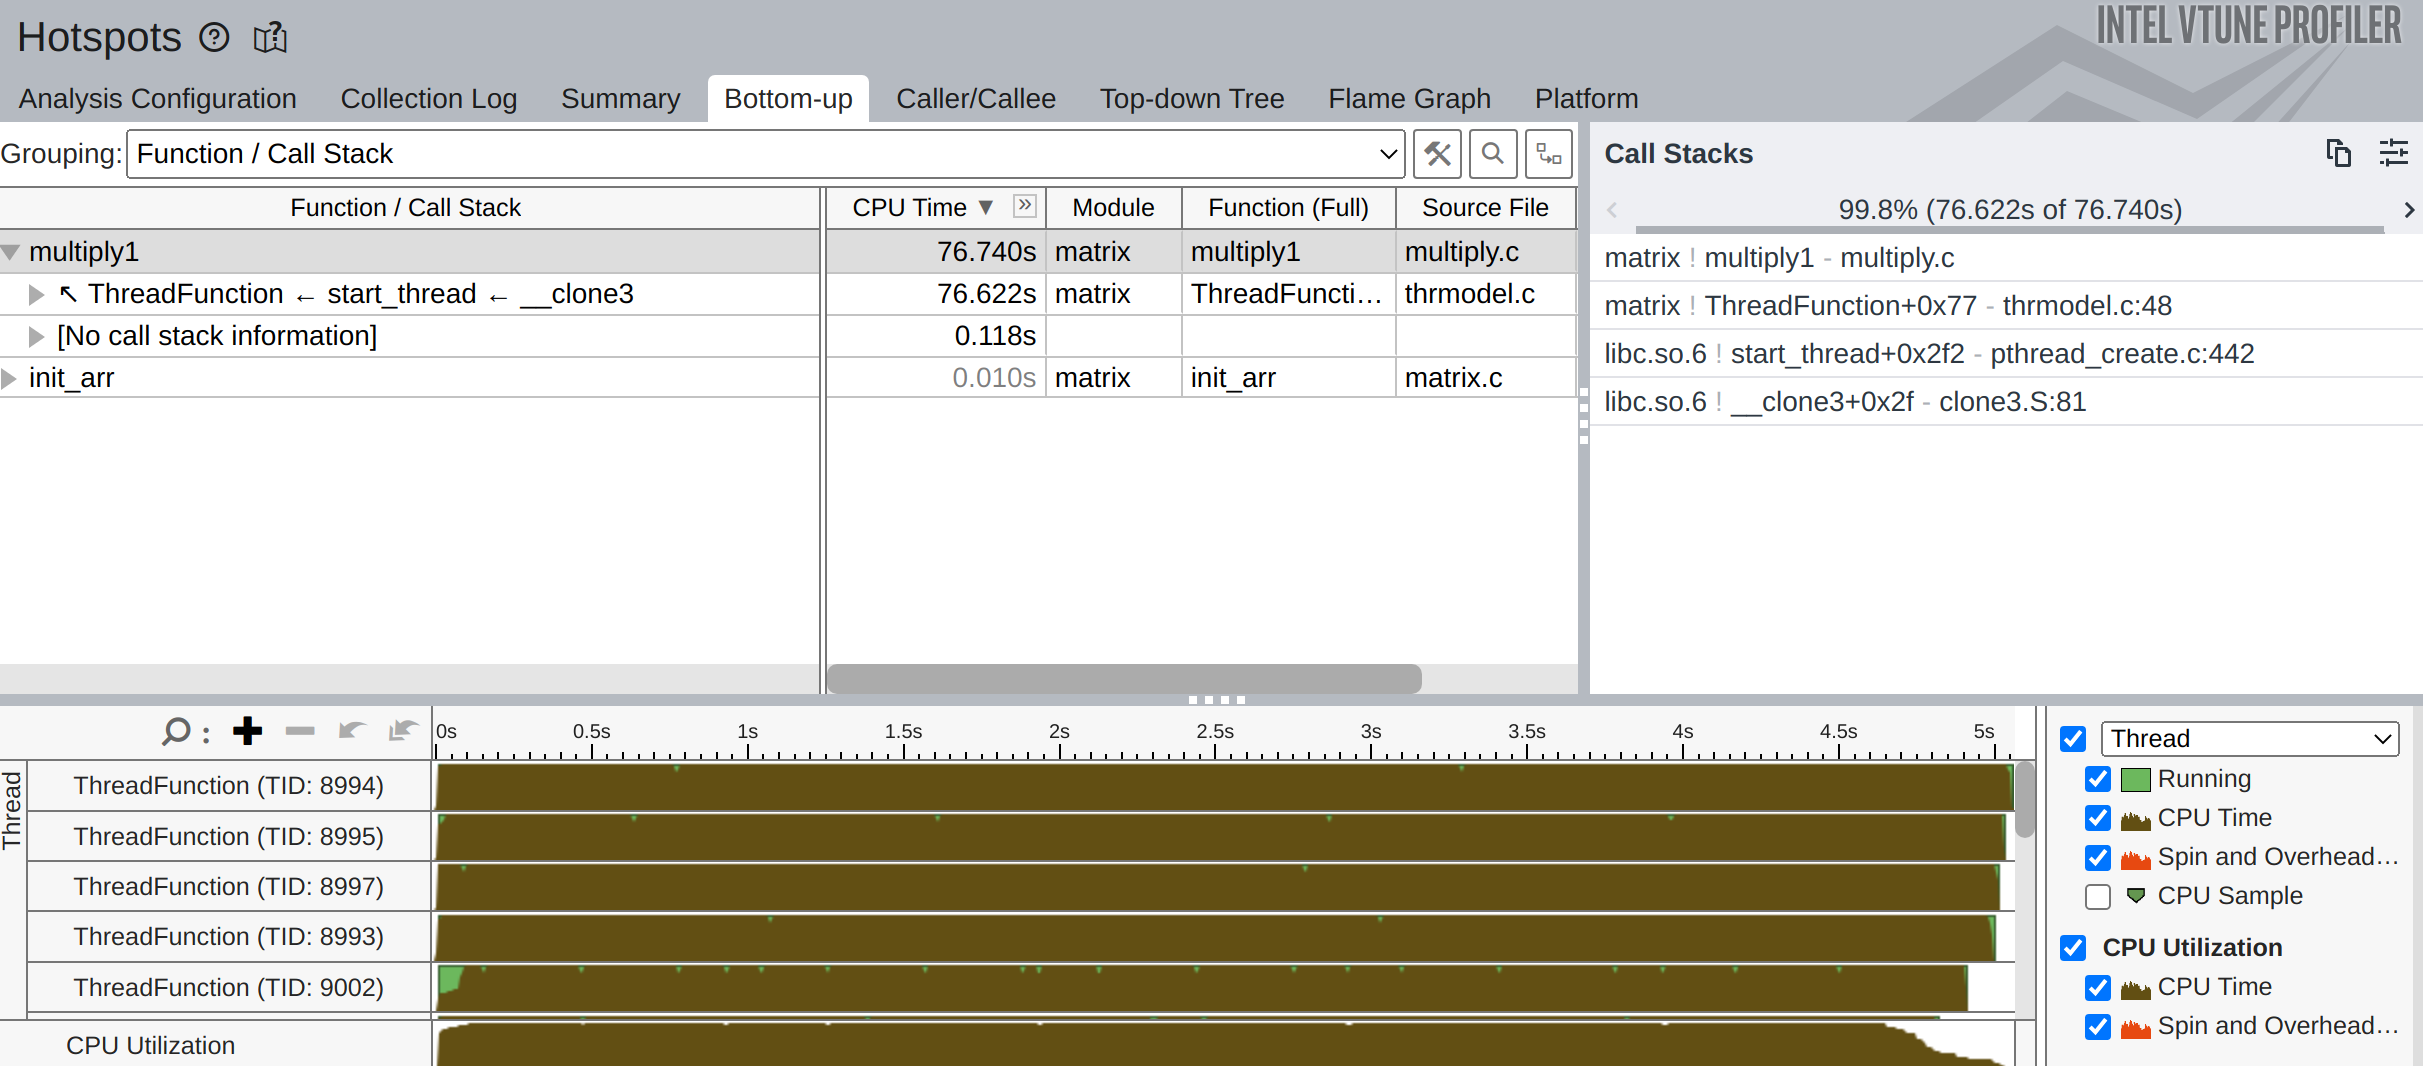 Hotspots
INTEL VTUNE PROFILER
Analysis Configuration Collection Log Summary Bottom-up Caller/Callee Top-down Tree Flame Graph Platform
Grouping: Function / Call Stack
Function / Call Stack CPU Time Module Function (Full) Source File
multiply1 76.740s matrix multiply1 multiply.c
ThreadFunction ← start_thread ← __clone3 76.622s matrix ThreadFuncti… thrmodel.c
[No call stack information] 0.118s
init_arr 0.010s matrix init_arr matrix.c
Call Stacks
99.8% (76.622s of 76.740s)
matrix ! multiply1 - multiply.c
matrix ! ThreadFunction+0x77 - thrmodel.c:48
libc.so.6 ! start_thread+0x2f2 - pthread_create.c:442
libc.so.6 ! __clone3+0x2f - clone3.S:81
0s 0.5s 1s 1.5s 2s 2.5s 3s 3.5s 4s 4.5s 5s
Thread
ThreadFunction (TID: 8994)
ThreadFunction (TID: 8995)
ThreadFunction (TID: 8997)
ThreadFunction (TID: 8993)
ThreadFunction (TID: 9002)
CPU Utilization
Thread
Running
CPU Time
Spin and Overhead…
CPU Sample
CPU Utilization
CPU Time
Spin and Overhead…